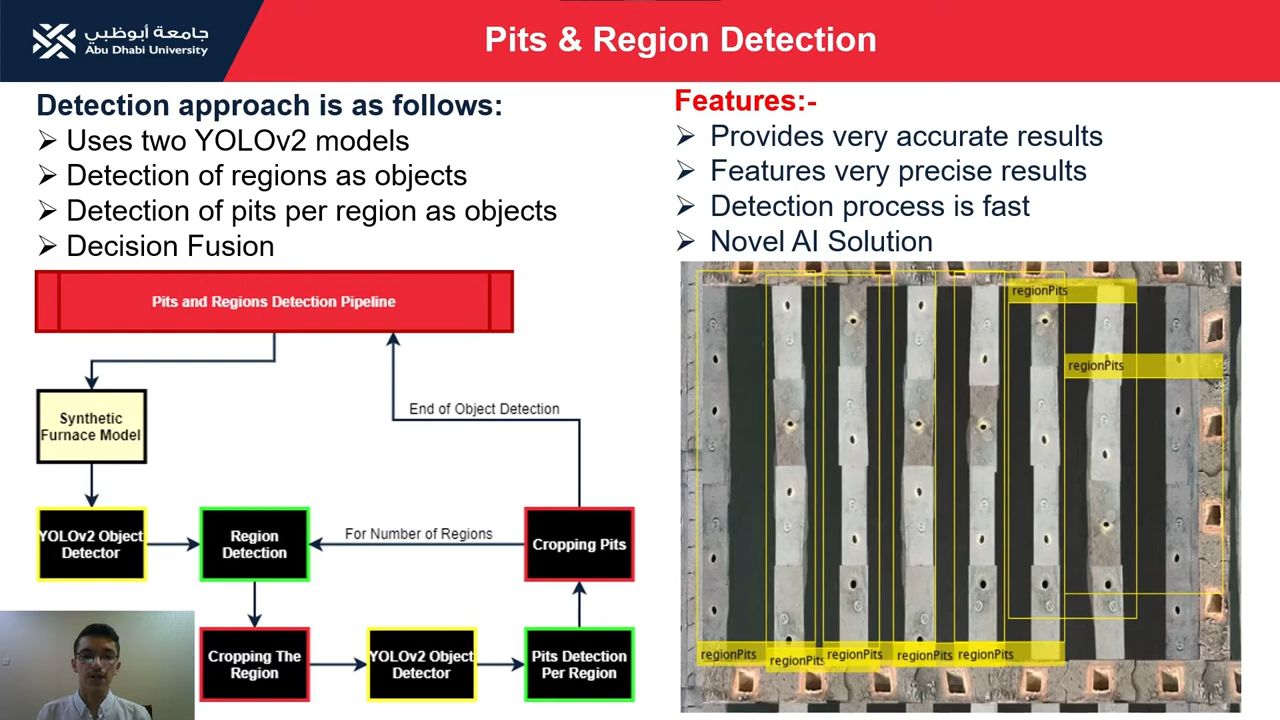 جامعة أبوظبي
Abu Dhabi University
Pits & Region Detection
Detection approach is as follows:
Uses two YOLOv2 models
Detection of regions as objects
Detection of pits per region as objects
Decision Fusion
Features:-
Provides very accurate results
Features very precise results
Detection process is fast
Novel AI Solution
Pits and Regions Detection Pipeline
Synthetic
Furnace Model
End of Object Detection
YOLOv2 Object
Detector
Region
Detection
For Number of Regions
Cropping Pits
Cropping The
Region
YOLOv2 Object
Detector
Pits Detection
Per Region
regionPits
regionPits
regionPits
regionPits
regionPits
regionPits
regionPits